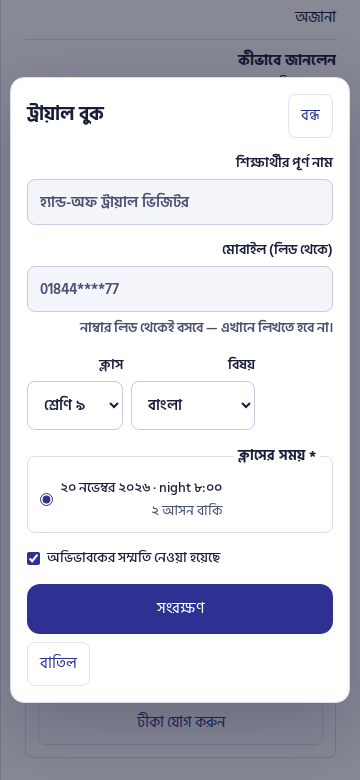 অজানা
কীভাবে জানলেন
ট্রায়াল বুক
বন্ধ
শিক্ষার্থীর পূর্ণ নাম
হ্যান্ড-অফ ট্রায়াল ভিজিটর
মোবাইল (লিড থেকে)
01844****77
নাম্বার লিড থেকেই বসবে — এখানে লিখতে হবে না।
ক্লাস
বিষয়
শ্রেণি ৯
বাংলা
ক্লাসের সময় *
২০ নভেম্বর ২০২৬ · night ৮:০০
২ আসন বাকি
অভিভাবকের সম্মতি নেওয়া হয়েছে
সংরক্ষণ
বাতিল
টীকা যোগ করুন